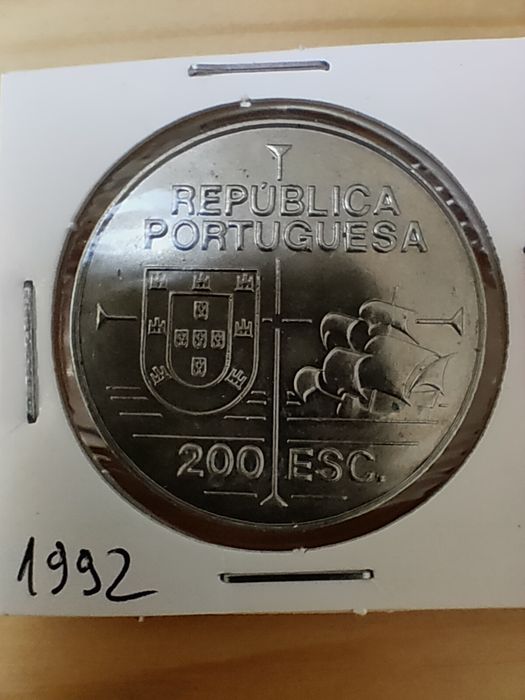 REPÚBLICA
PORTUGUESA
200 ESC.
1992